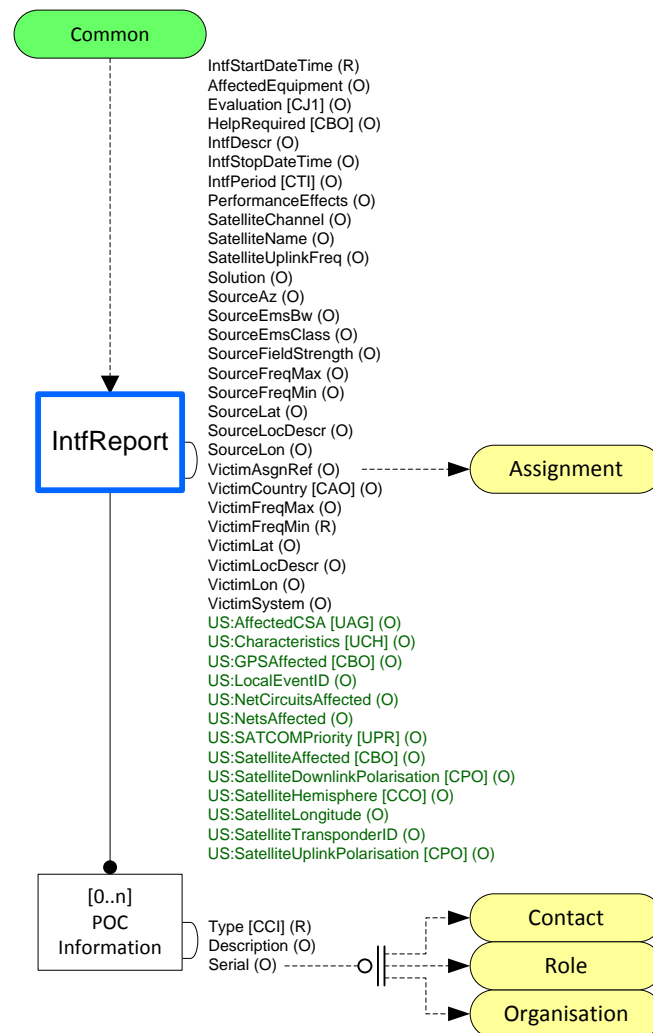 Common
IntfStartDateTime (R)
AffectedEquipment (O)
Evaluation [CJ1] (O)
HelpRequired [CBO] (O)
IntfDescr (O)
IntfStopDateTime (O)
IntfPeriod [CTI] (O)
PerformanceEffects (O)
SatelliteChannel (O)
SatelliteName (O)
SatelliteUplinkFreq (O)
Solution (O)
SourceAz (O)
SourceEmsBw (O)
SourceEmsClass (O)
SourceFieldStrength (O)
SourceFreqMax (O)
SourceFreqMin (O)
SourceLat (O)
SourceLocDescr (O)
SourceLon (O)
VictimAsgnRef (O)
VictimCountry [CAO] (O)
VictimFreqMax (O)
VictimFreqMin (R)
VictimLat (O)
VictimLocDescr (O)
VictimLon (O)
VictimSystem (O)
US:AffectedCSA [UAG] (O)
US:Characteristics [UCH] (O)
US:GPSAffected [CBO] (O)
US:LocalEventID (O)
US:NetCircuitsAffected (O)
US:NetsAffected (O)
US:SATCOMPriority [UPR] (O)
US:SatelliteAffected [CBO] (O)
US:SatelliteDownlinkPolarisation [CPO] (O)
US:SatelliteHemisphere [CCO] (O)
US:SatelliteLongitude (O)
US:SatelliteTransponderID (O)
US:SatelliteUplinkPolarisation [CPO] (O)
IntfReport
Assignment
[0..n]
POC
Information
Type [CCI] (R)
Description (O)
Serial (O)
Contact
Role
Organisation